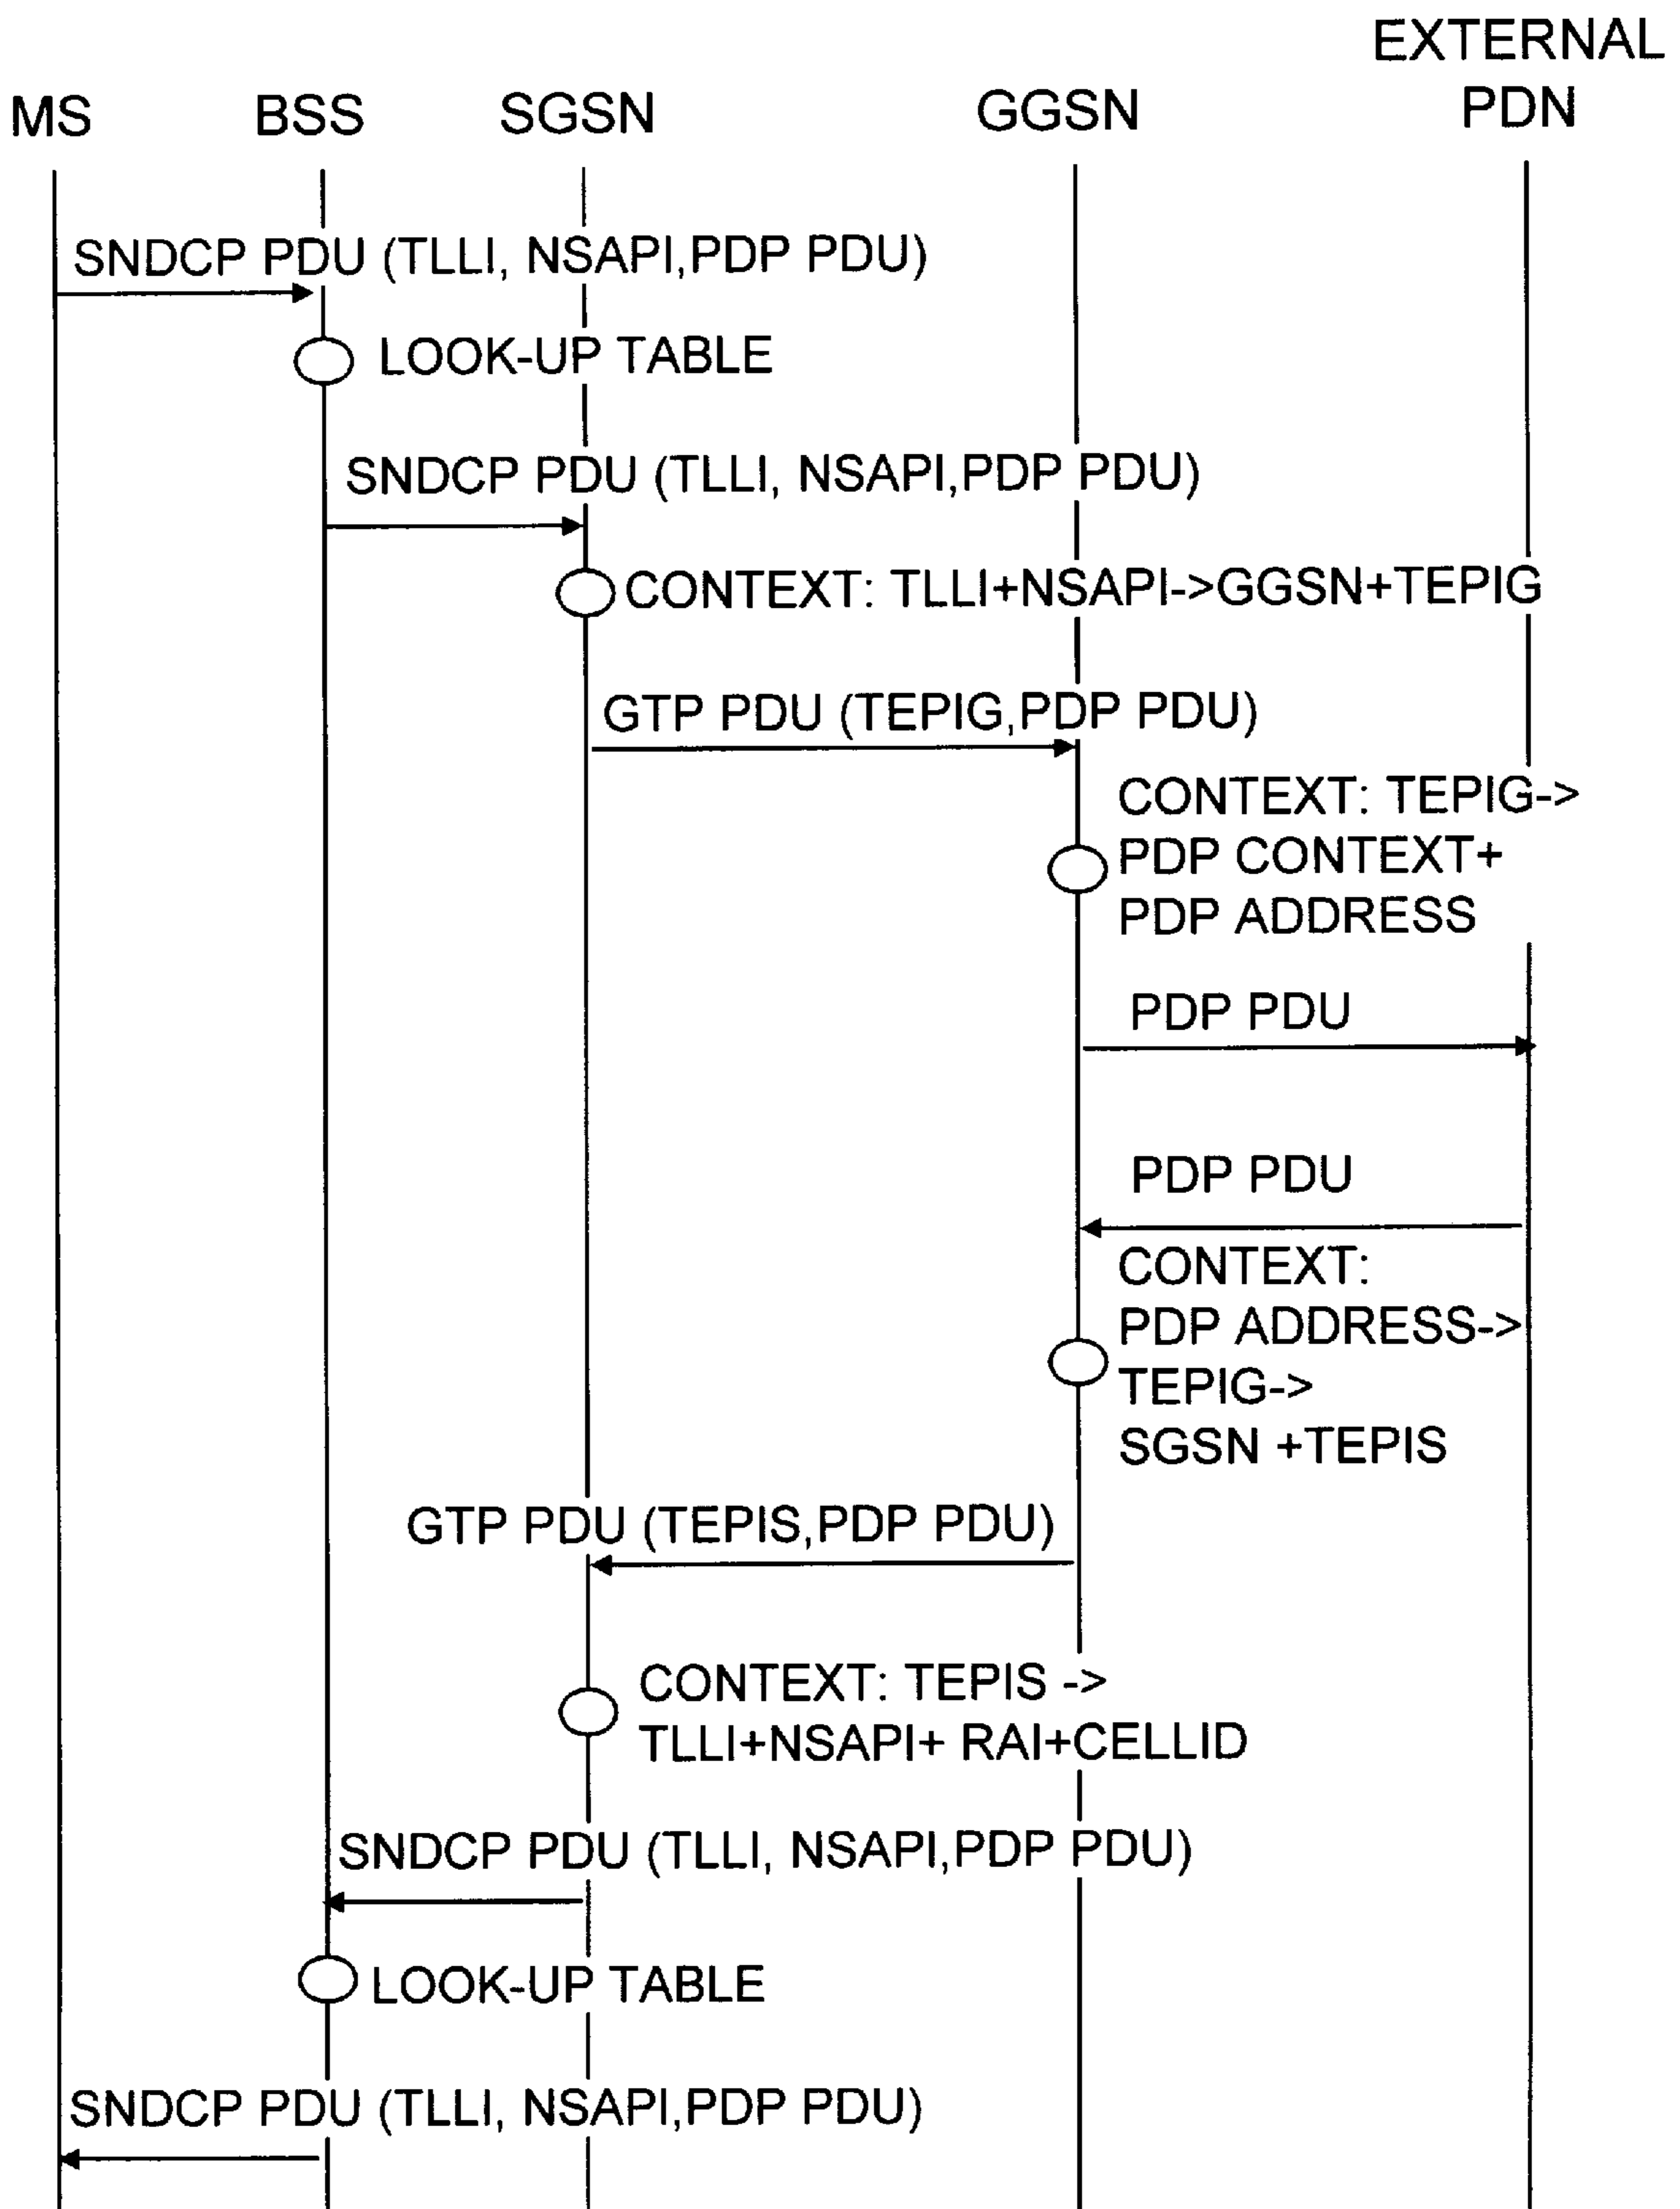 EXTERNAL
MS BSS SGSN GGSN PDN
SNDCP PDU (TLLI, NSAPI,PDP PDU)
LOOK-UP TABLE
SNDCP PDU (TLLI, NSAPI,PDP PDU)
CONTEXT: TLLI+NSAPI->GGSN+TEPIG
GTP PDU (TEPIG,PDP PDU)
CONTEXT: TEPIG->
PDP CONTEXT+
PDP ADDRESS
PDP PDU
PDP PDU
CONTEXT:
PDP ADDRESS->
TEPIG->
SGSN +TEPIS
GTP PDU (TEPIS,PDP PDU)
CONTEXT: TEPIS ->
TLLI+NSAPI+ RAI+CELLID
SNDCP PDU (TLLI, NSAPI,PDP PDU)
LOOK-UP TABLE
SNDCP PDU (TLLI, NSAPI,PDP PDU)